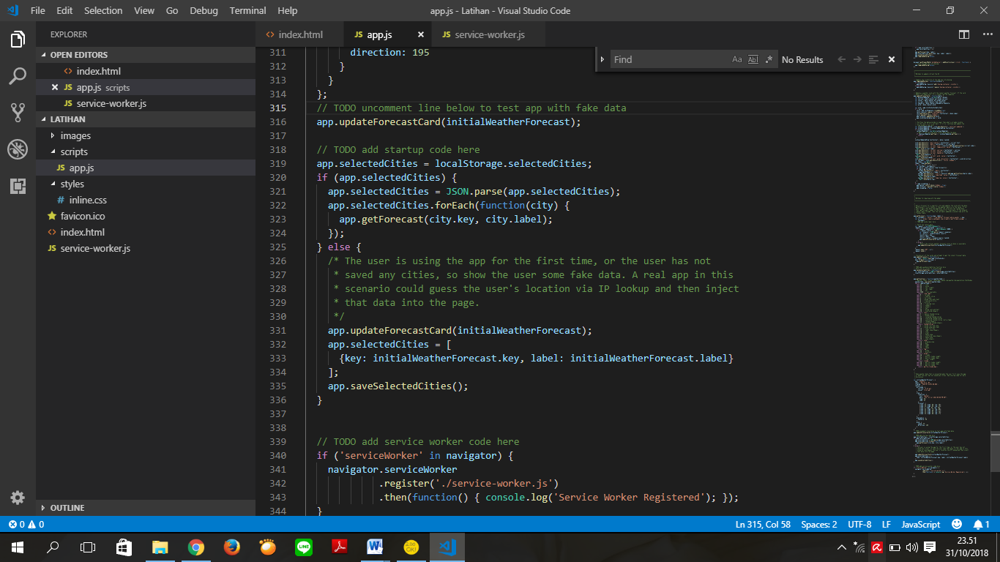 File Edit Selection View Go Debug Terminal Help
app.js - Latihan - Visual Studio Code
EXPLORER
OPEN EDITORS
<> index.html
JS app.js scripts
JS service-worker.js
LATIHAN
images
scripts
JS app.js
styles
# inline.css
favicon.ico
<> index.html
JS service-worker.js
OUTLINE
<> index.html
JS app.js
JS service-worker.js
Find
Aa Abl .*
No Results
311 direction: 195
312 }
313 }
314 };
315 // TODO uncomment line below to test app with fake data
316 app.updateForecastCard(initialWeatherForecast);
317
318 // TODO add startup code here
319 app.selectedCities = localStorage.selectedCities;
320 if (app.selectedCities) {
321 app.selectedCities = JSON.parse(app.selectedCities);
322 app.selectedCities.forEach(function(city) {
323 app.getForecast(city.key, city.label);
324 });
325 } else {
326 /* The user is using the app for the first time, or the user has not
327 * saved any cities, so show the user some fake data. A real app in this
328 * scenario could guess the user's location via IP lookup and then inject
329 * that data into the page.
330 */
331 app.updateForecastCard(initialWeatherForecast);
332 app.selectedCities = [
333 {key: initialWeatherForecast.key, label: initialWeatherForecast.label}
334 ];
335 app.saveSelectedCities();
336 }
337
338
339 // TODO add service worker code here
340 if ('serviceWorker' in navigator) {
341 navigator.serviceWorker
342 .register('./service-worker.js')
343 .then(function() { console.log('Service Worker Registered'); });
344 }
0 0
Ln 315, Col 58 Spaces: 2 UTF-8 LF JavaScript 1
LINE
23.51
31/10/2018